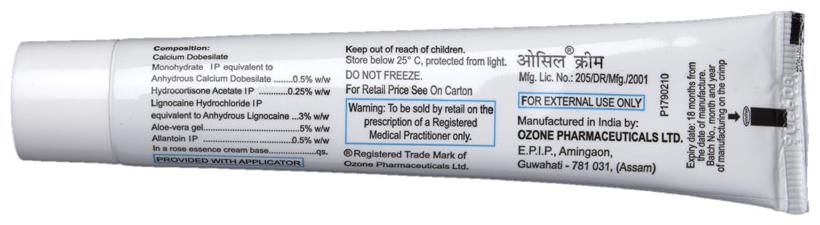 Composition:
Calcium Dobesilate
Monohydrate IP equivalent to
Anhydrous Calcium Dobesilate ........0.5% w/w
Hydrocortisone Acetate IP ............0.25% w/w
Lignocaine Hydrochloride IP
equivalent to Anhydrous Lignocaine ...3% w/w
Aloe-vera gel..............................5% w/w
Allantoin IP ..............................0.5% w/w
In a rose essence cream base..............qs.
PROVIDED WITH APPLICATOR
Keep out of reach of children.
Store below 25° C, protected from light.
DO NOT FREEZE.
For Retail Price See On Carton
Warning: To be sold by retail on the
prescription of a Registered
Medical Practitioner only.
® Registered Trade Mark of
Ozone Pharmaceuticals Ltd.
ओसिल® क्रीम
Mfg. Lic. No.: 205/DR/Mfg./2001
FOR EXTERNAL USE ONLY
Manufactured in India by:
OZONE PHARMACEUTICALS LTD.
E.P.I.P., Amingaon,
Guwahati - 781 031, (Assam)
P1790210
Expiry date: 18 months from
the date of manufacture.
Batch No., month and year
of manufacturing on the crimp